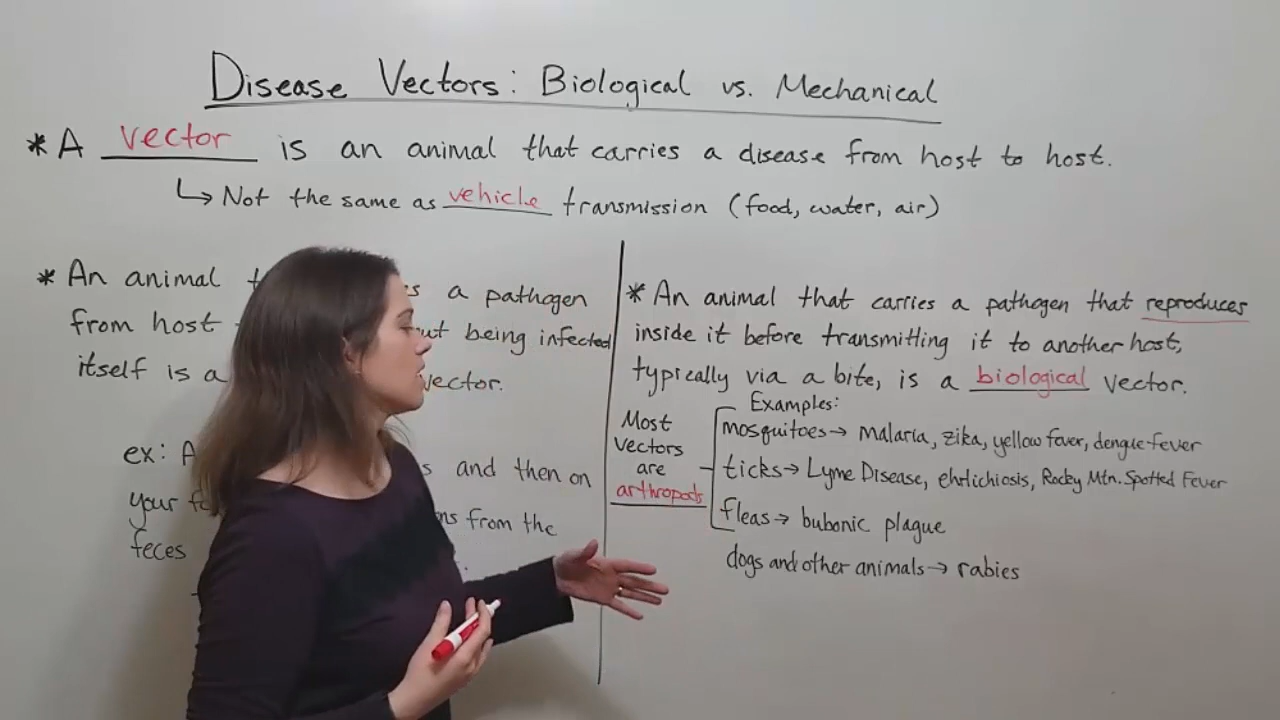 Disease Vectors: Biological vs. Mechanical
* A vector is an animal that carries a disease from host to host.
↳ Not the same as vehicle transmission (food, water, air)
* An animal a pathogen
from host being infected
itself is a vector.
ex: A and then on
your from the
feces
* An animal that carries a pathogen that reproduces
inside it before transmitting it to another host,
typically via a bite, is a biological vector.
Most
vectors
are
arthropods
Examples:
mosquitoes → Malaria, zika, yellow fever, dengue fever
ticks → Lyme Disease, ehrlichiosis, Rocky Mtn. Spotted Fever
fleas → bubonic plague
dogs and other animals → rabies